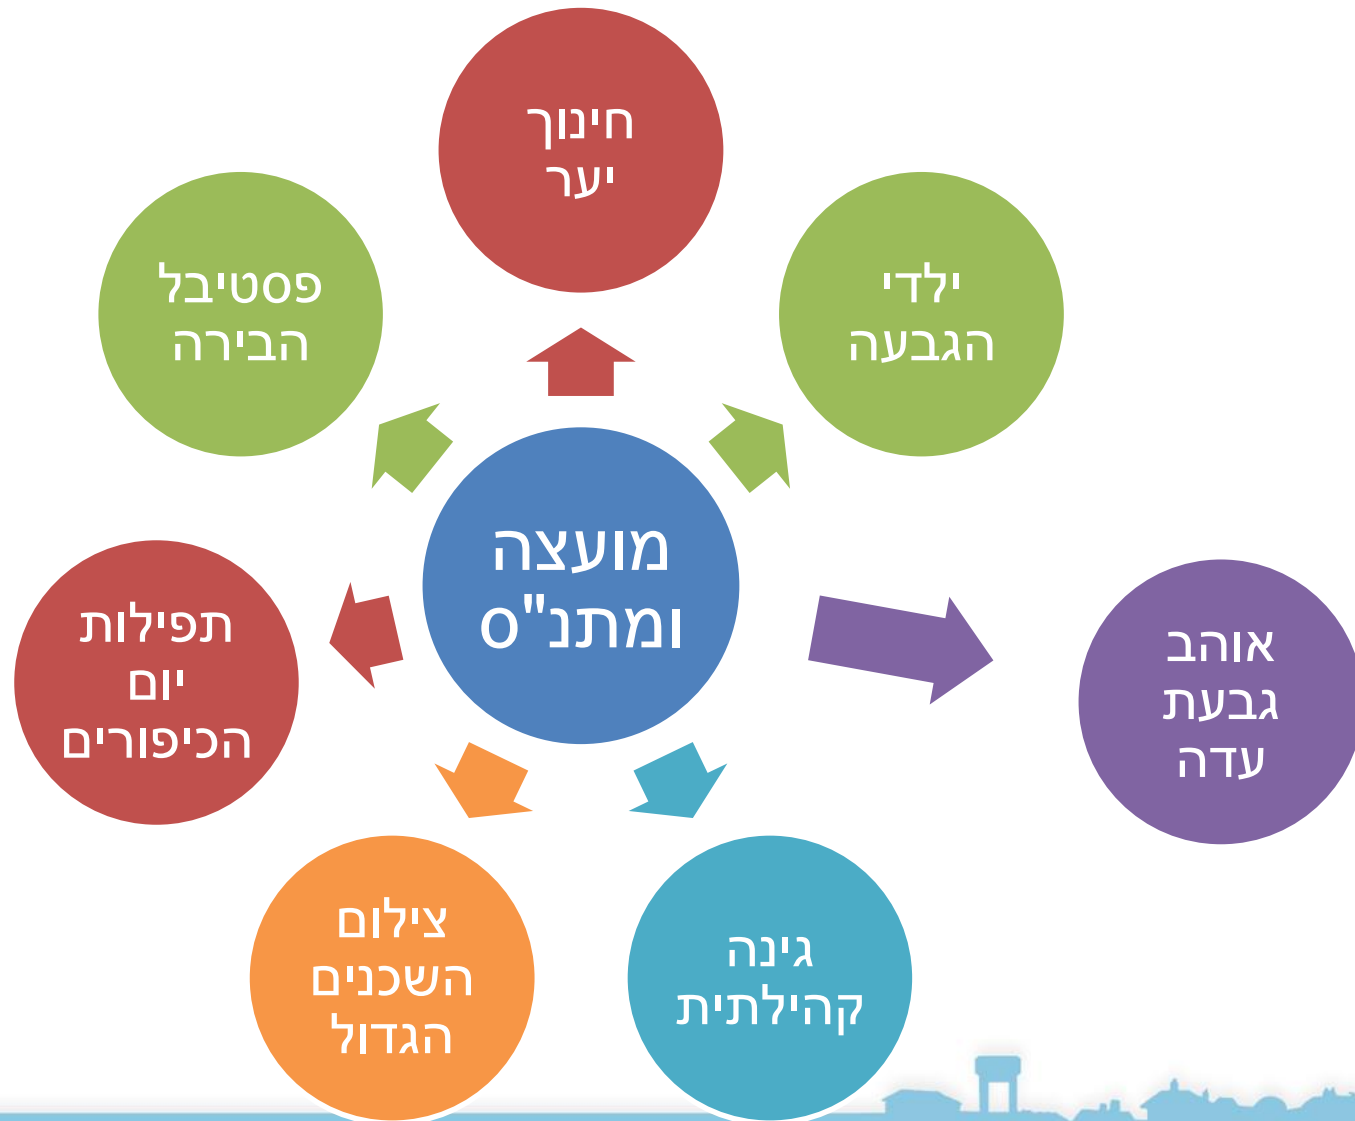 חינוך
יער
ילדי
הגבעה
פסטיבל
הבירה
מועצה
ומתנ"ס
אוהב
גבעת
עדה
תפילות
יום
הכיפורים
גינה
קהילתית
צילום
השכנים
הגדול